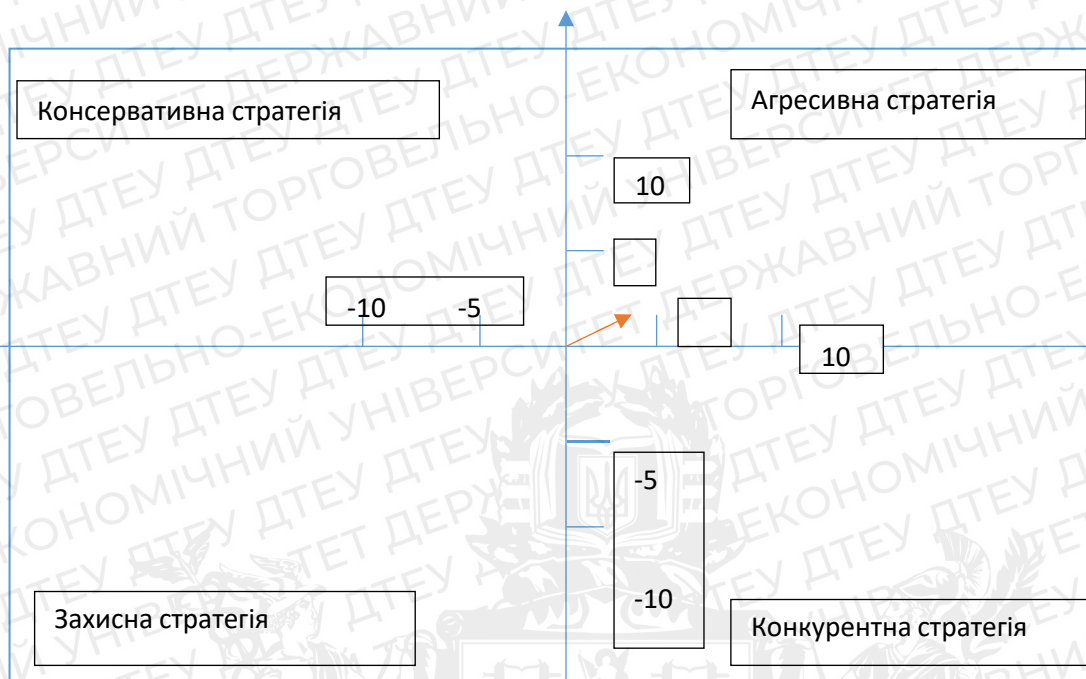 Консервативна стратегія
Агресивна стратегія
10
-10 -5
10
-5
-10
Захисна стратегія
Конкурентна стратегія